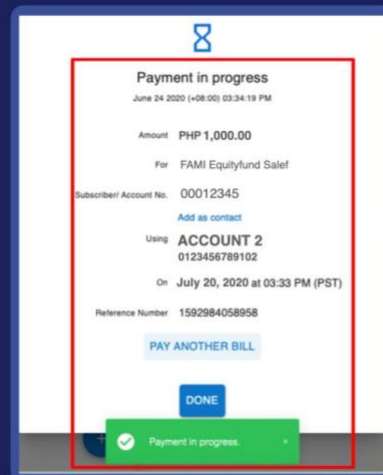 Payment in progress
June 24 2020 (+08:00) 03:34:19 PM
Amount PHP 1,000.00
For FAMI Equityfund Salef
Subscriber/ Account No. 00012345
Add as contact
Using ACCOUNT 2
0123456789102
On July 20, 2020 at 03:33 PM (PST)
Reference Number 1592984058958
PAY ANOTHER BILL
DONE
Payment in progress. ×